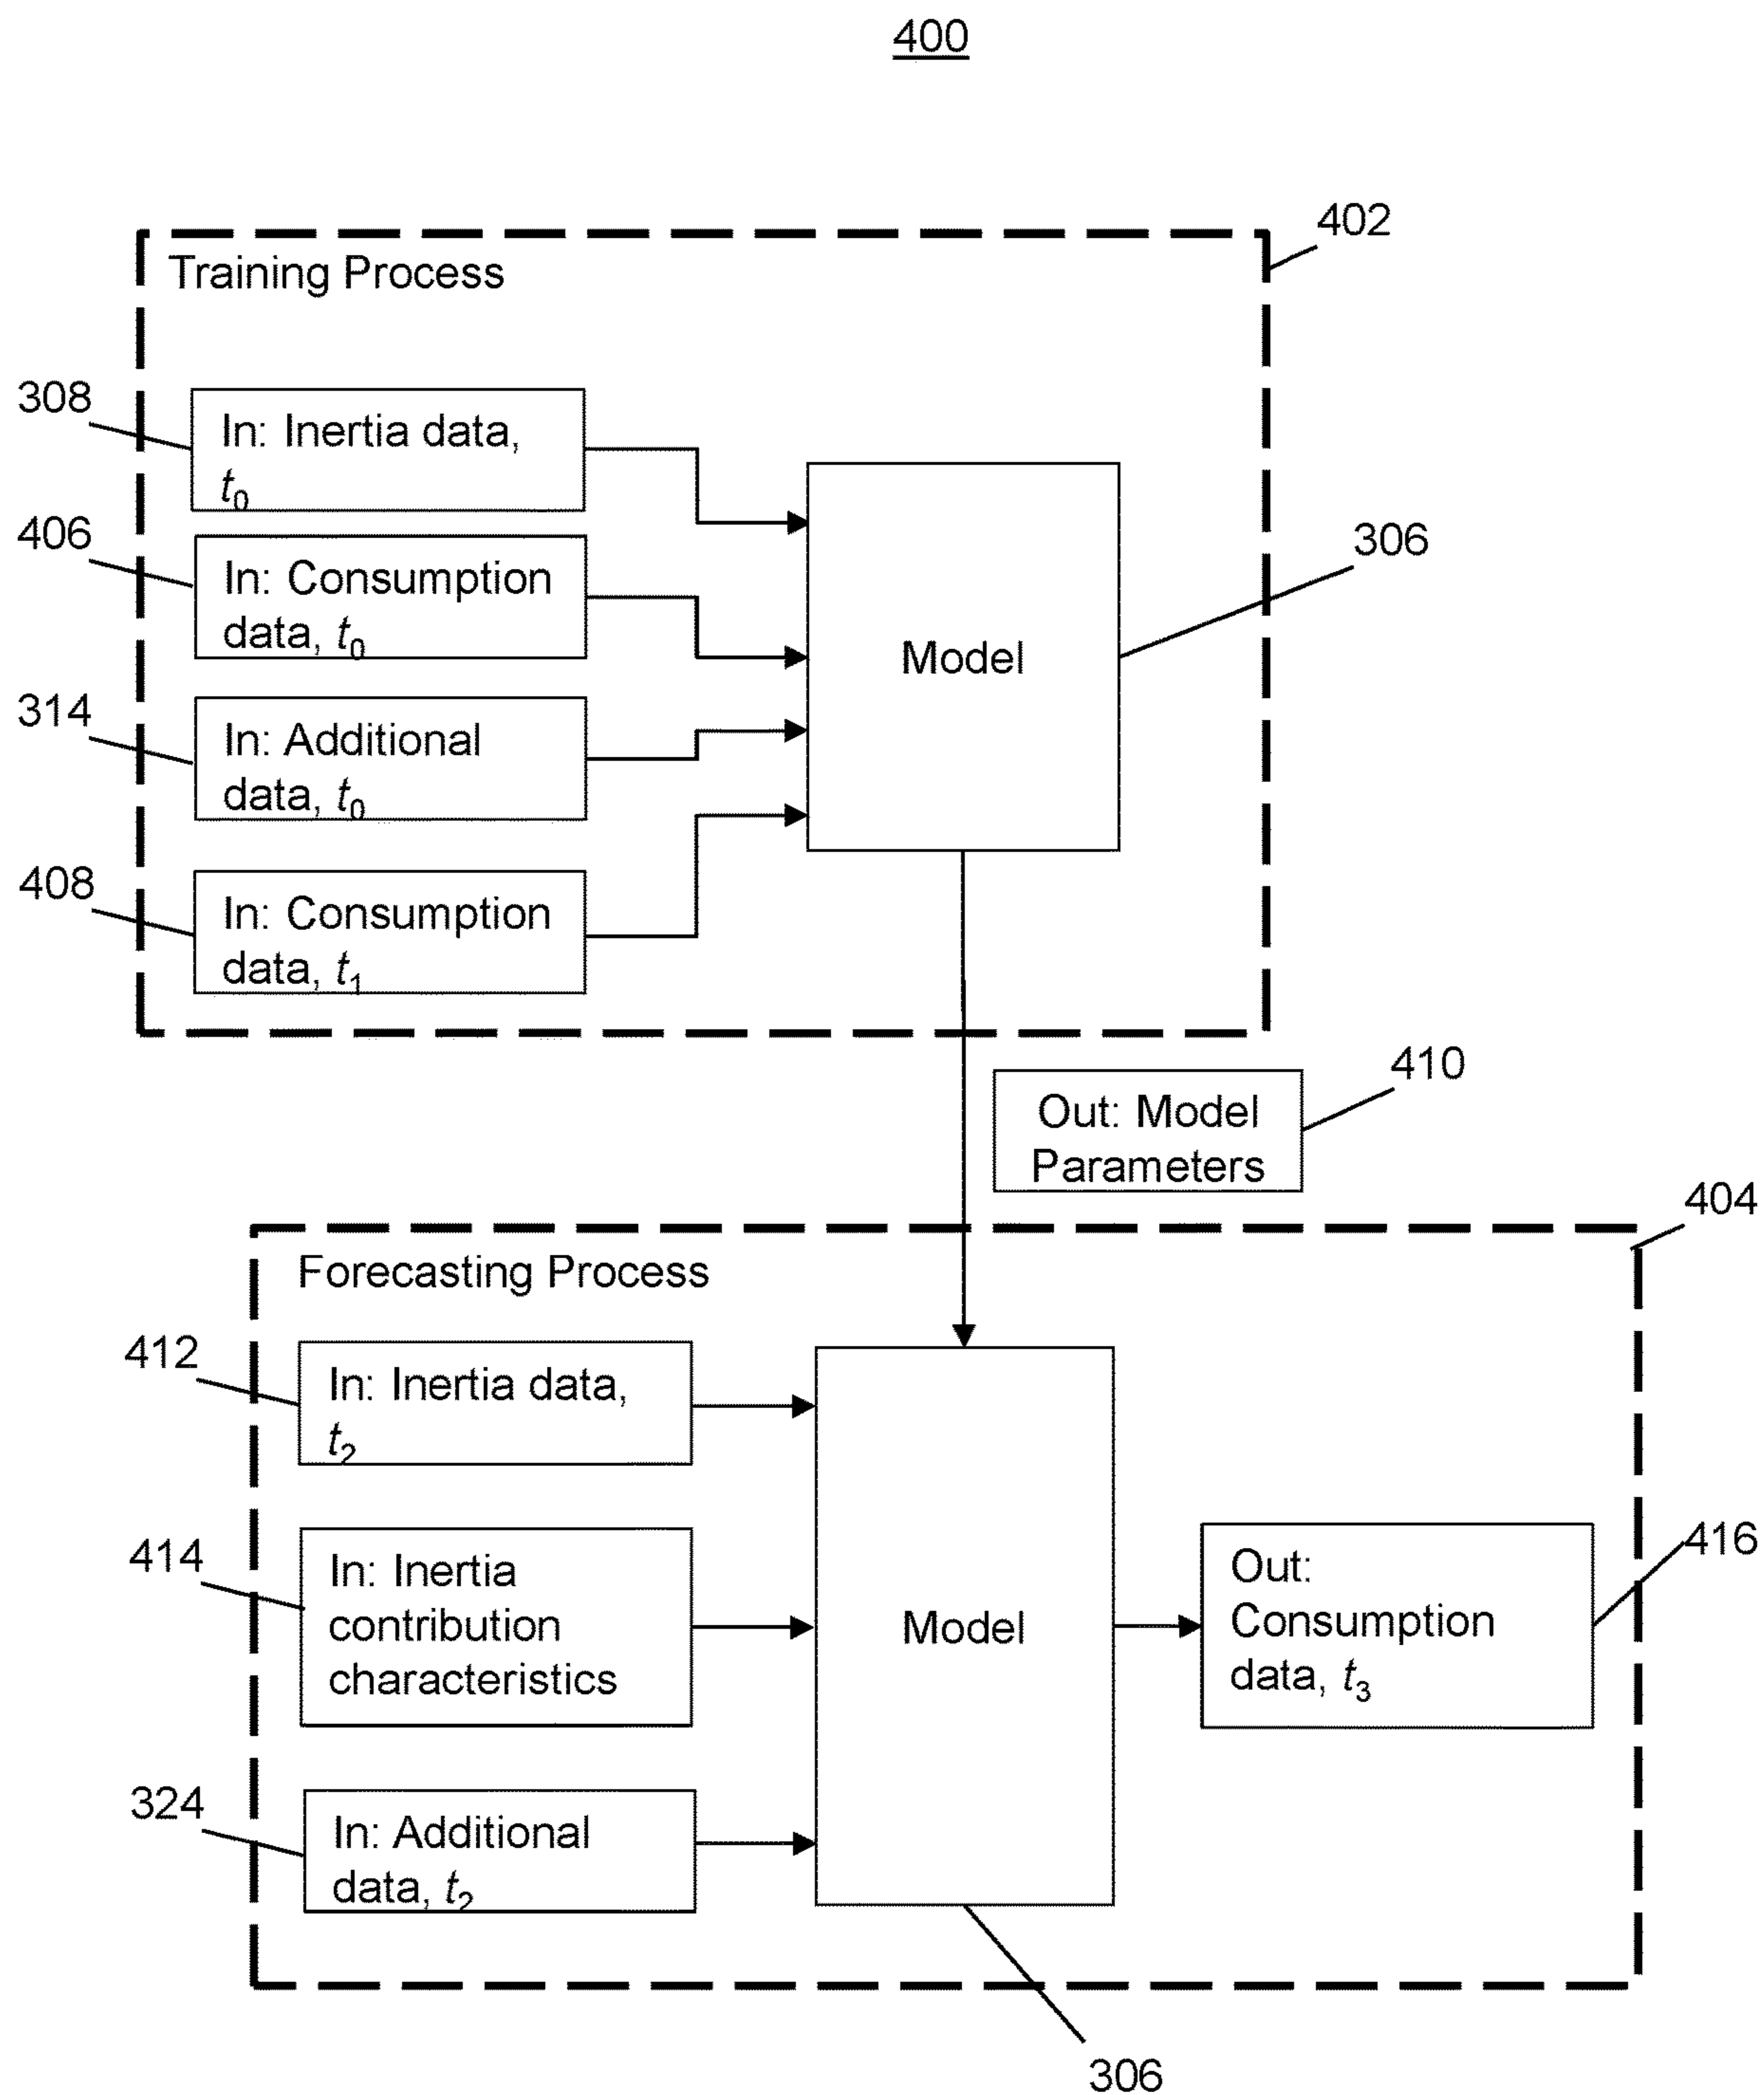 400
402
Training Process
308
In: Inertia data,
t₀
406
In: Consumption
data, t₀
306
Model
314
In: Additional
data, t₀
408
In: Consumption
data, t₁
410
Out: Model
Parameters
404
Forecasting Process
412
In: Inertia data,
t₂
414
In: Inertia
contribution
characteristics
Model
416
Out:
Consumption
data, t₃
324
In: Additional
data, t₂
306